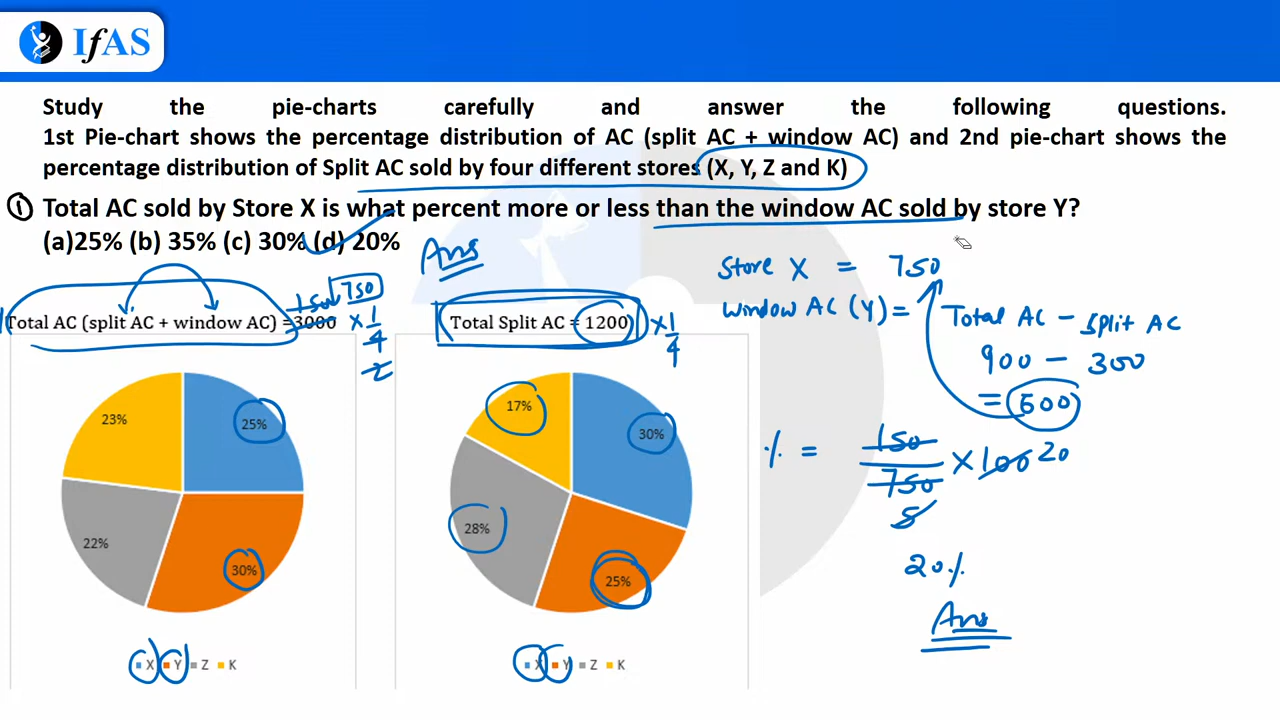 IfAS
Study the pie-charts carefully and answer the following questions.
1st Pie-chart shows the percentage distribution of AC (split AC + window AC) and 2nd pie-chart shows the
percentage distribution of Split AC sold by four different stores (X, Y, Z and K)
① Total AC sold by Store X is what percent more or less than the window AC sold by store Y?
(a)25% (b) 35% (c) 30% (d) 20%
Ans
Total AC (split AC + window AC) =3000
150 750
× 1/4
2
23%
25%
22%
30%
X Y Z K
Total Split AC = 1200
× 1/4
17%
30%
28%
25%
X Y Z K
Store X = 750
Window AC (Y) = Total AC - Split AC
900 - 300
= 600
% = 150/750 × 100 20
5
20%
Ans